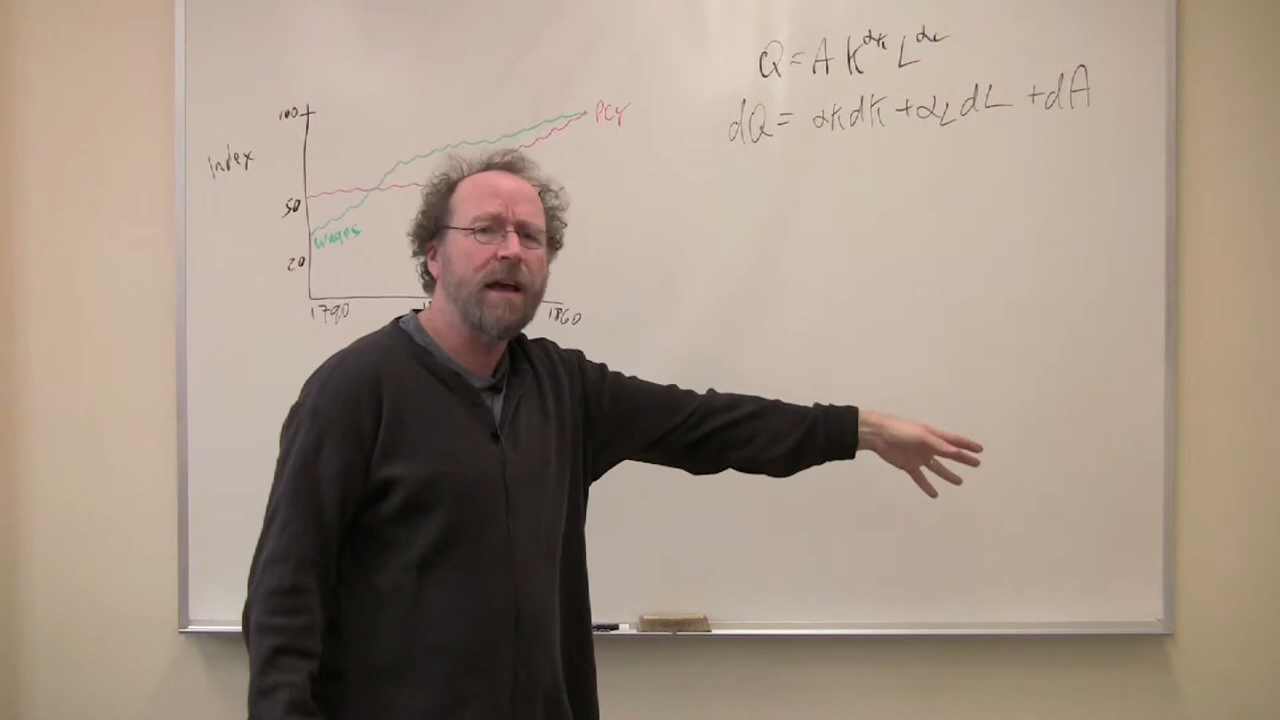 Q = A K^αK L^αL
dQ = αK dK + αL dL + dA
100
PCY
Index
50
Wages
20
1790
1860